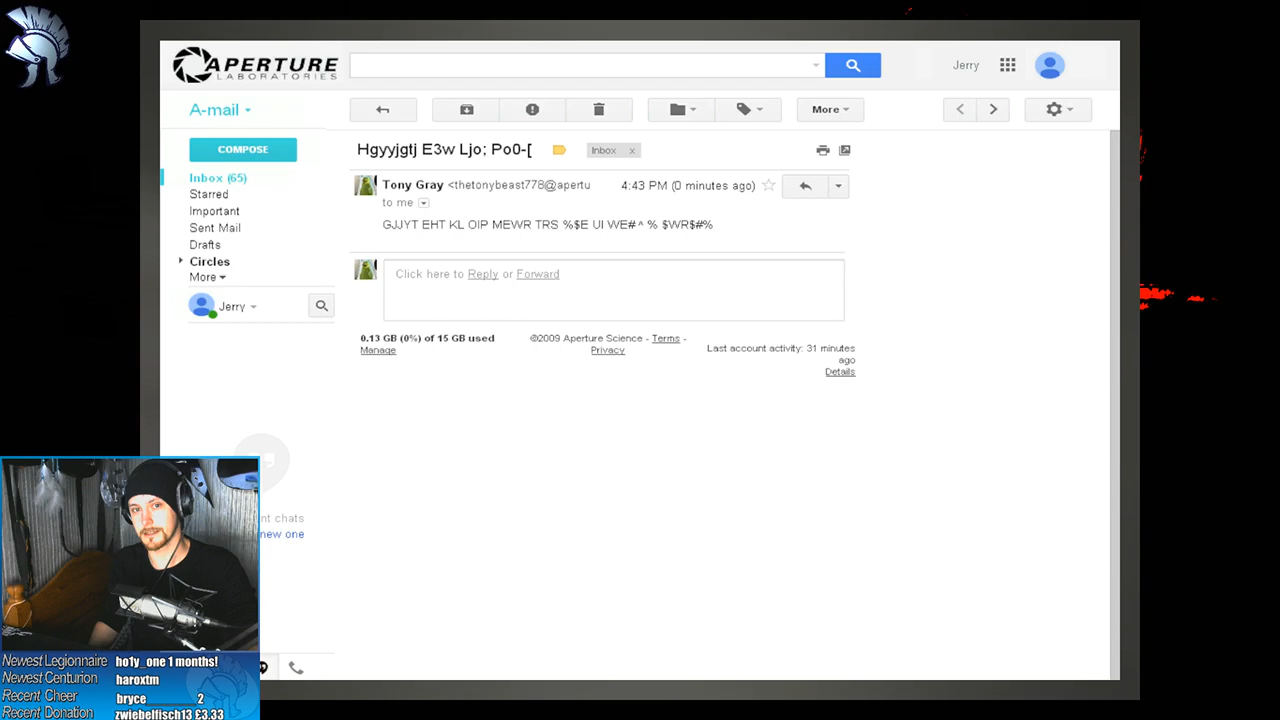 APERTURE
LABORATORIES
Jerry
A-mail
More
COMPOSE
Hgyyjgtj E3w Ljo; Po0-[
Inbox x
Inbox (65)
Starred
Important
Sent Mail
Drafts
Circles
More
Jerry
Tony Gray <thetonybeast778@apertu
4:43 PM (0 minutes ago)
to me
GJJYT EHT KL OIP MEWR TRS %$E UI WE#^ % $WR$#%
Click here to Reply or Forward
0.13 GB (0%) of 15 GB used
Manage
©2009 Aperture Science - Terms -
Privacy
Last account activity: 31 minutes
ago
Details
nt chats
new one
Newest Legionnaire ho1y_one 1 months!
Newest Centurion haroxtm
Recent Cheer bryce_______2
Recent Donation zwiebelfisch13 £3.33